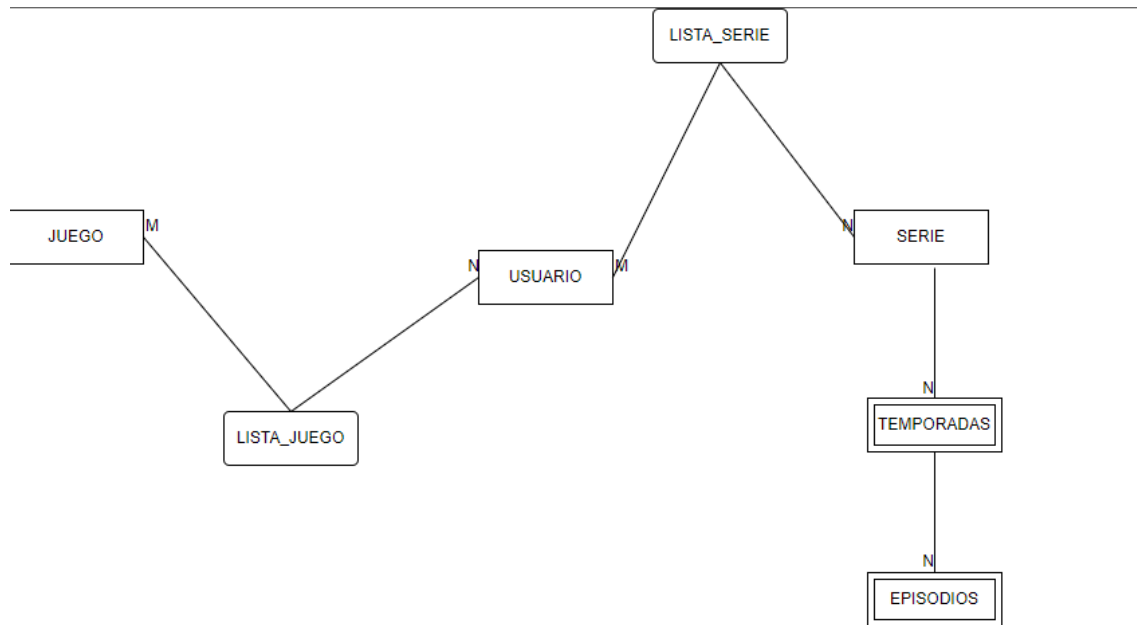 LISTA_SERIE
JUEGO
M
N
USUARIO
M
N
SERIE
LISTA_JUEGO
N
TEMPORADAS
N
EPISODIOS